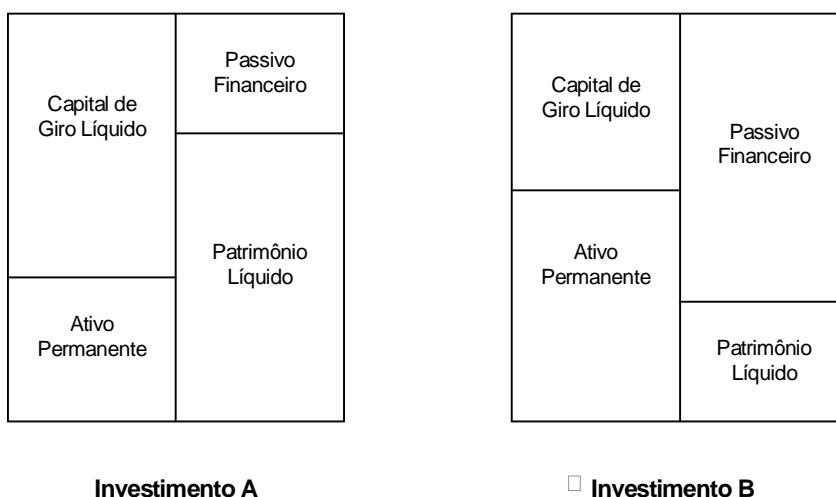 Capital de
Giro Líquido
Passivo
Financeiro
Patrimônio
Líquido
Ativo
Permanente
Investimento A
Capital de
Giro Líquido
Passivo
Financeiro
Ativo
Permanente
Patrimônio
Líquido
Investimento B